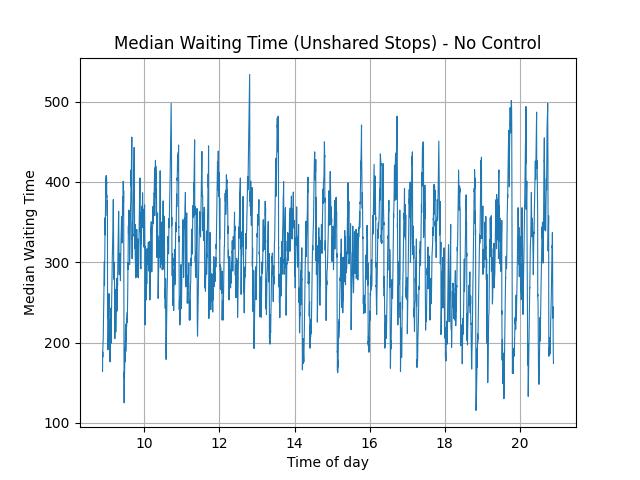 Median Waiting Time (Unshared Stops) - No Control
500
400
300
200
100
Median Waiting Time
10 12 14 16 18 20
Time of day